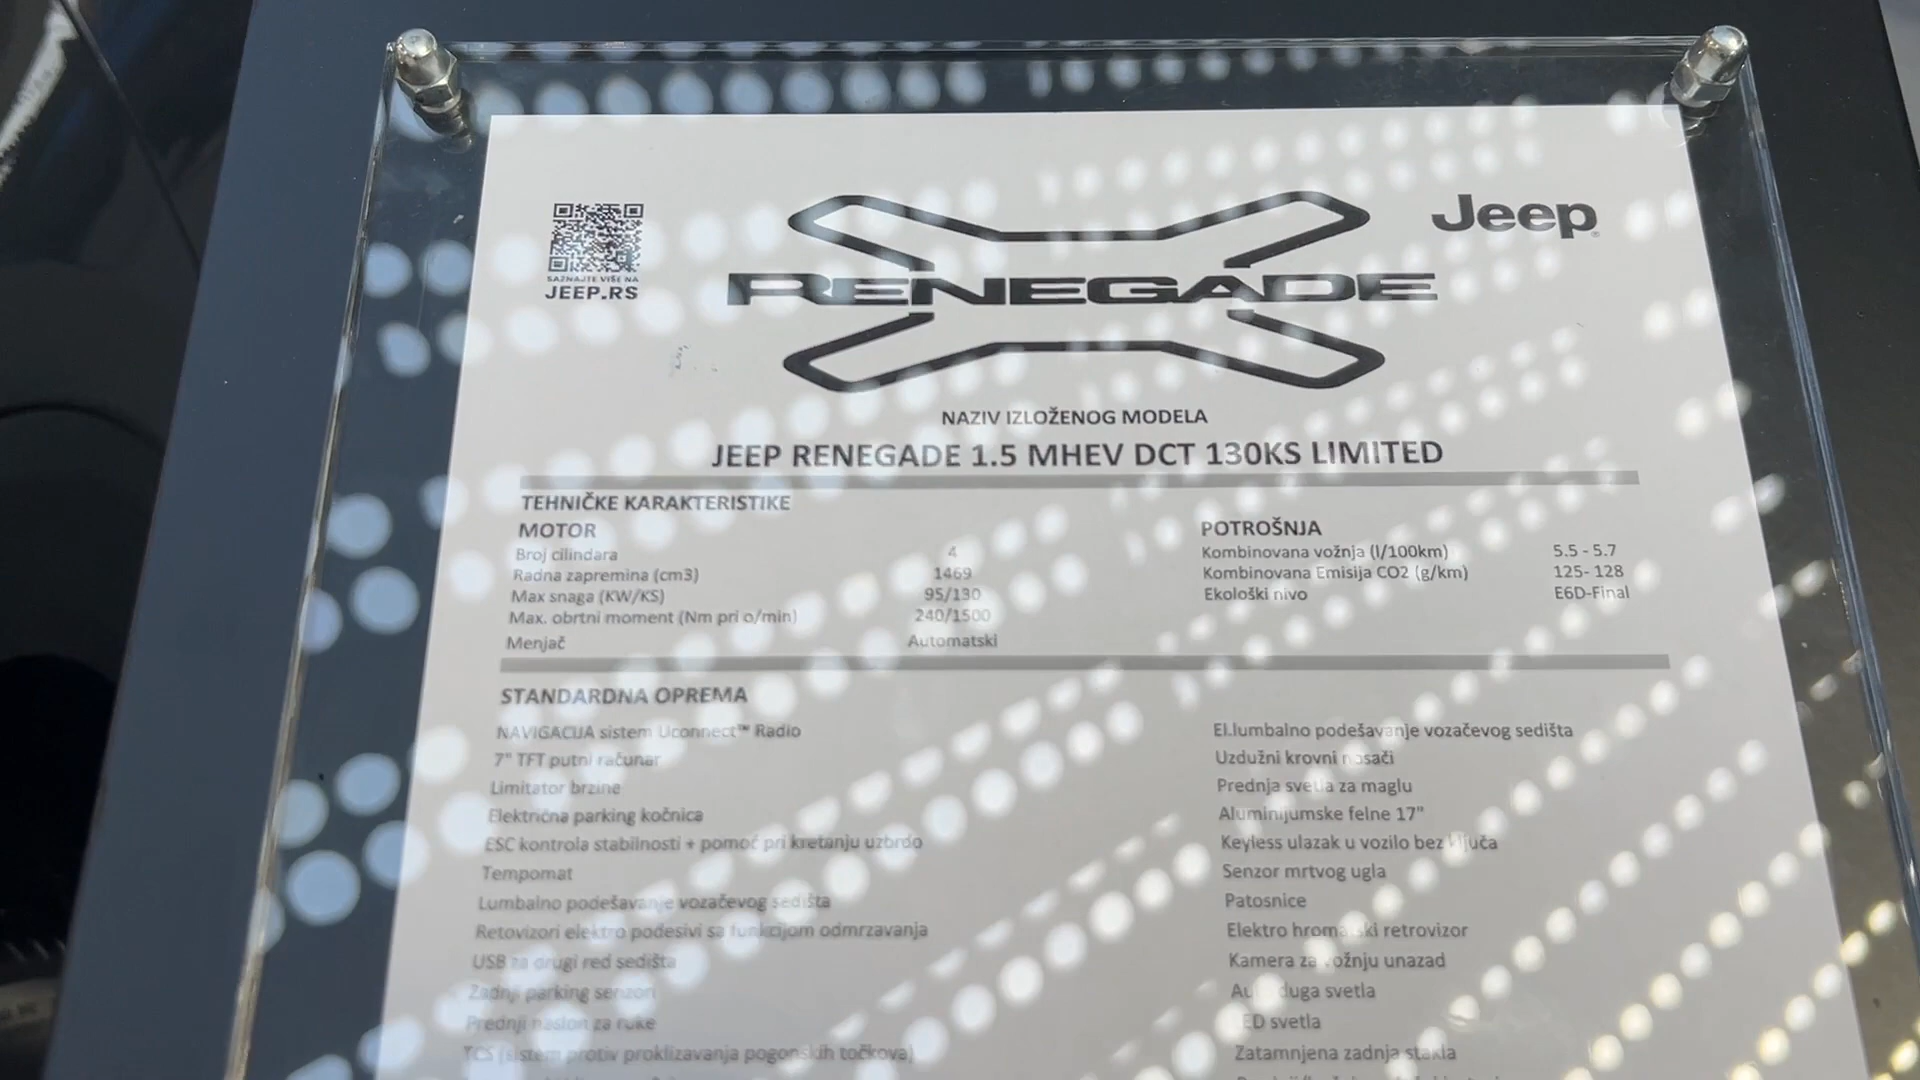 Jeep
SAZNAJTE VIŠE NA
JEEP.RS
RENEGADE
NAZIV IZLOŽENOG MODELA
JEEP RENEGADE 1.5 MHEV DCT 130KS LIMITED
TEHNIČKE KARAKTERISTIKE
MOTOR
Broj cilindara 4
Radna zapremina (cm3) 1469
Max snaga (KW/KS) 95/130
Max. obrtni moment (Nm pri o/min) 240/1500
Menjač Automatski
POTROŠNJA
Kombinovana vožnja (l/100km) 5.5 - 5.7
Kombinovana Emisija CO2 (g/km) 125- 128
Ekološki nivo E6D-Final
STANDARDNA OPREMA
NAVIGACIJA sistem Uconnect™ Radio
7" TFT putni računar
Limitator brzine
Električna parking kočnica
ESC kontrola stabilnosti + pomoć pri kretanju uzbrdo
Tempomat
Lumbalno podešavanje vozačevog sedišta
Retovizori elektro podesivi sa funkcijom odmrzavanja
USB za drugi red sedišta
Zadnji parking senzori
Prednji naslon za ruke
TCS (sistem protiv proklizavanja pogonskih točkova)
El.lumbalno podešavanje vozačevog sedišta
Uzdužni krovni nosači
Prednja svetla za maglu
Aluminijumske felne 17"
Keyless ulazak u vozilo bez ključa
Senzor mrtvog ugla
Patosnice
Elektro hromatski retrovizor
Kamera za vožnju unazad
duga svetla
svetla
Zatamnjena zadnja stakla